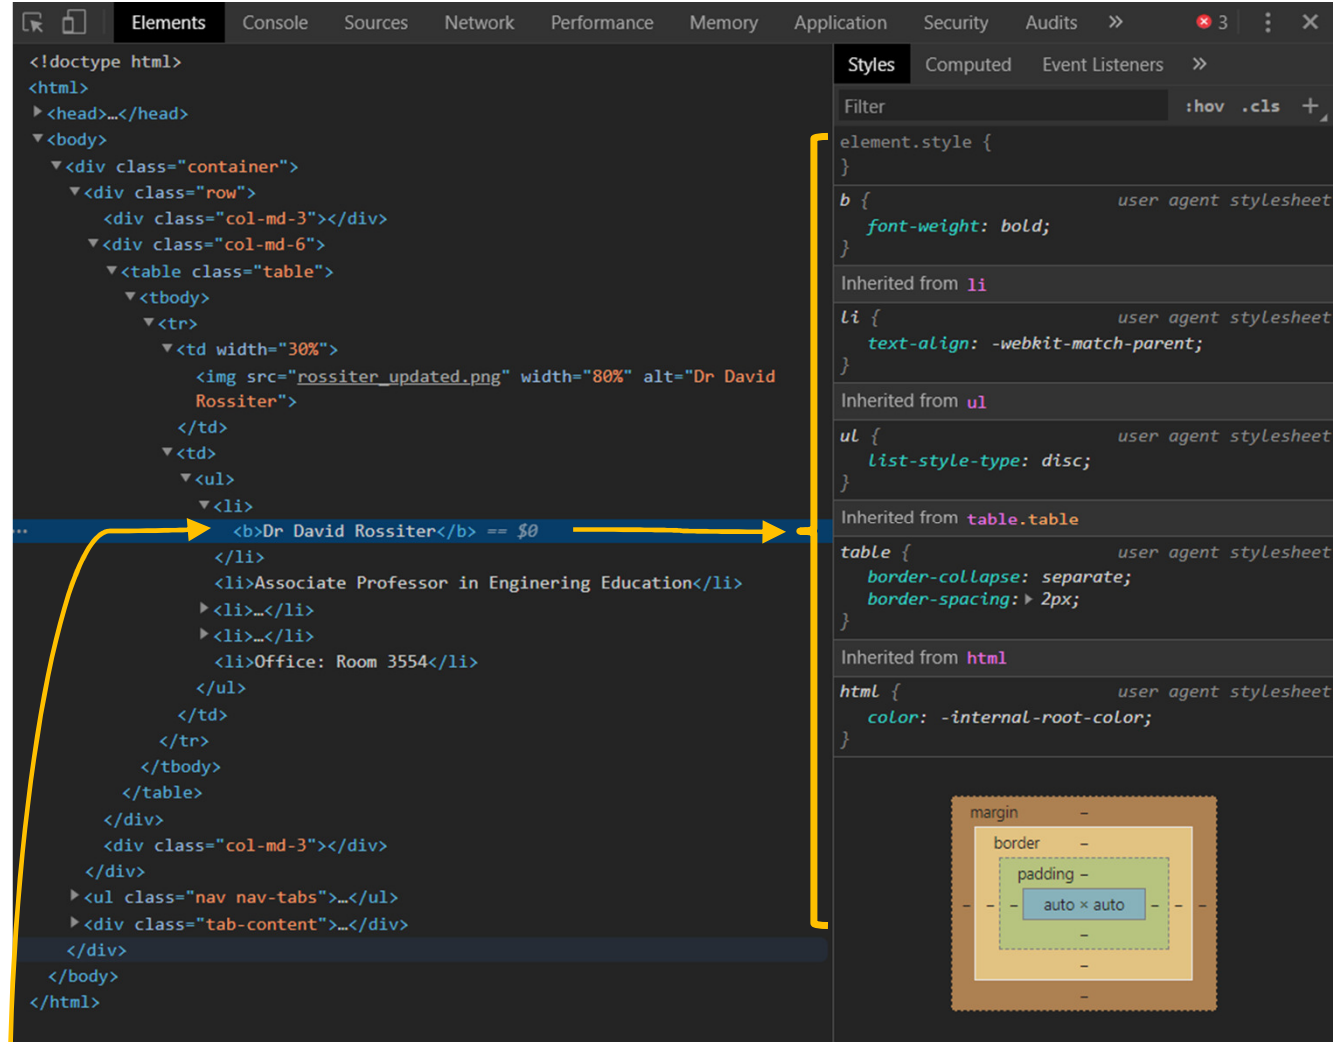 Elements Console Sources Network Performance Memory Application Security Audits » 3 ⋮ ✕
<!doctype html>
<html>
▶<head>…</head>
▼<body>
▼<div class="container">
▼<div class="row">
<div class="col-md-3"></div>
▼<div class="col-md-6">
▼<table class="table">
▼<tbody>
▼<tr>
▼<td width="30%">
<img src="rossiter_updated.png" width="80%" alt="Dr David
Rossiter">
</td>
▼<td>
▼<ul>
▼<li>
… <b>Dr David Rossiter</b> == $0
</li>
<li>Associate Professor in Enginering Education</li>
▶<li>…</li>
▶<li>…</li>
<li>Office: Room 3554</li>
</ul>
</td>
</tr>
</tbody>
</table>
</div>
<div class="col-md-3"></div>
</div>
▶<ul class="nav nav-tabs">…</ul>
▶<div class="tab-content">…</div>
</div>
</body>
</html>
Styles Computed Event Listeners »
Filter :hov .cls +
element.style {
}
b { user agent stylesheet
font-weight: bold;
}
Inherited from li
li { user agent stylesheet
text-align: -webkit-match-parent;
}
Inherited from ul
ul { user agent stylesheet
list-style-type: disc;
}
Inherited from table.table
table { user agent stylesheet
border-collapse: separate;
border-spacing:▶ 2px;
}
Inherited from html
html { user agent stylesheet
color: -internal-root-color;
}
margin –
border –
padding –
– – – auto × auto – – –
–
–
–